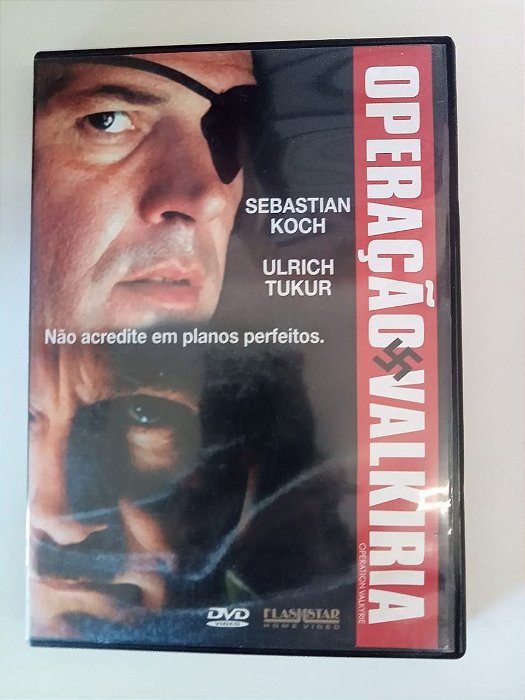 OPERAÇÃO VALKIRIA
OPERATION VALKYRIE
SEBASTIAN
KOCH
ULRICH
TUKUR
Não acredite em planos perfeitos.
DVD
VIDEO
FLASHSTAR
HOME VIDEO